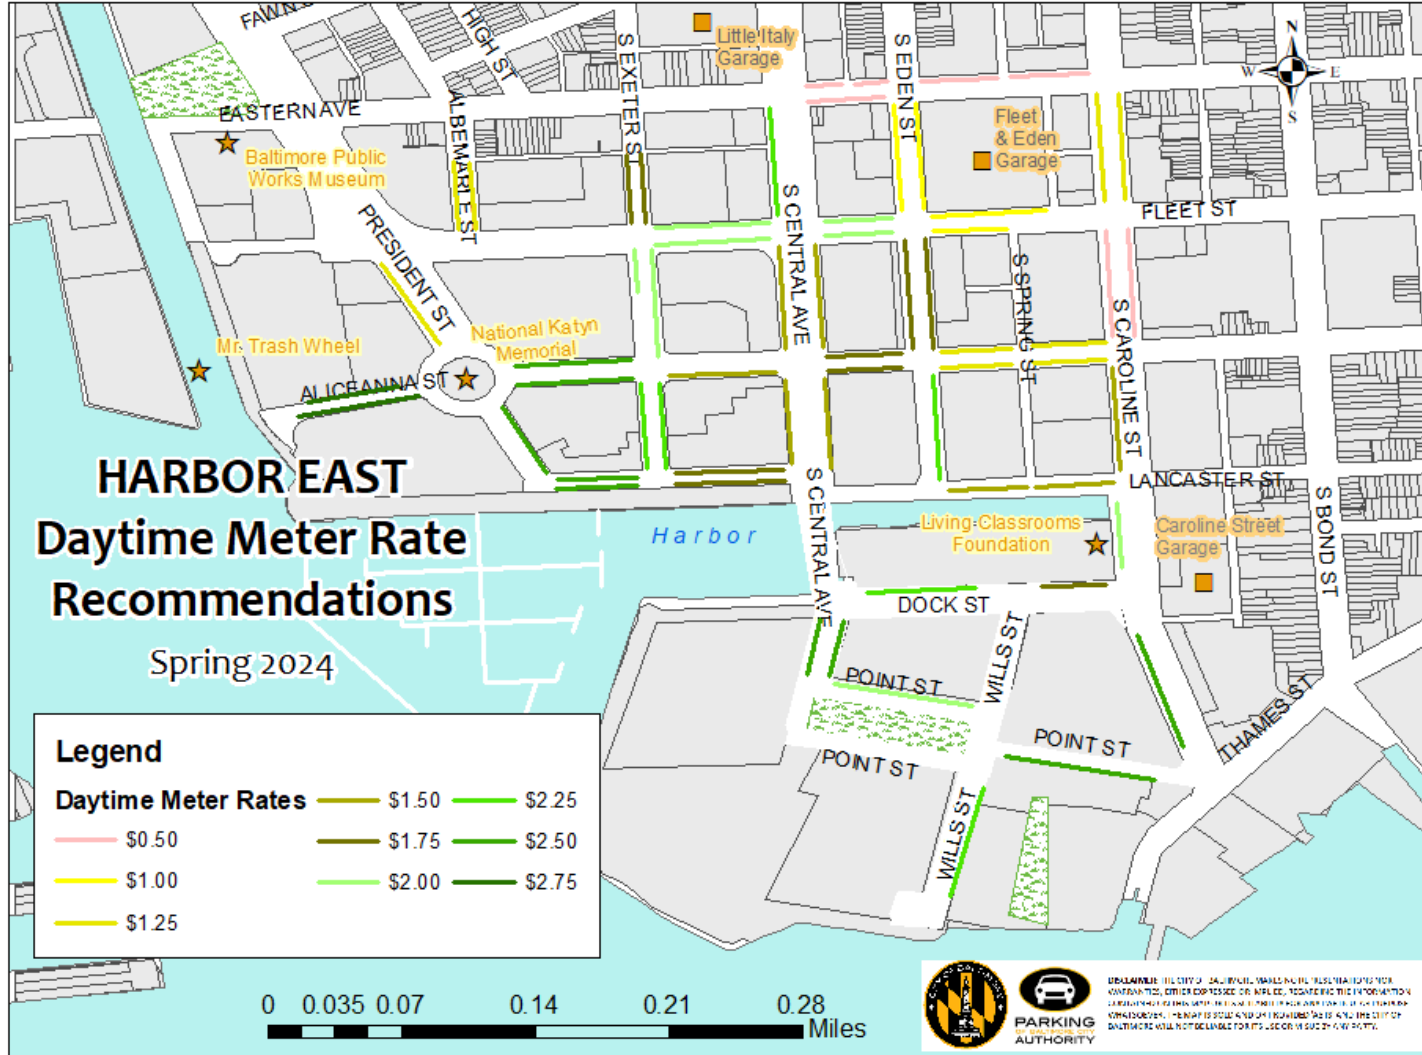 FAWN
HIGH ST
S EXETER S
Little Italy
Garage
S EDEN ST
N
W
E
S
EASTERN AVE
ALBEMARLE ST
Fleet
& Eden
Garage
Baltimore Public
Works Museum
PRESIDENT ST
S CENTRAL AVE
FLEET ST
S SPRING ST
S CAROLINE ST
National Katyn
Memorial
Mr. Trash Wheel
ALICEANNA ST
HARBOR EAST
Daytime Meter Rate
Recommendations
Spring 2024
LANCASTER ST
S CENTRAL AVE
Harbor
Living Classrooms
Foundation
Caroline Street
Garage
S BOND ST
DOCK ST
WILLS ST
POINT ST
POINT ST
POINT ST
THAMES ST
WILLS ST
Legend
Daytime Meter Rates
$0.50
$1.00
$1.25
$1.50
$1.75
$2.00
$2.25
$2.50
$2.75
0 0.035 0.07 0.14 0.21 0.28
Miles
PARKING
OF BALTIMORE CITY
AUTHORITY